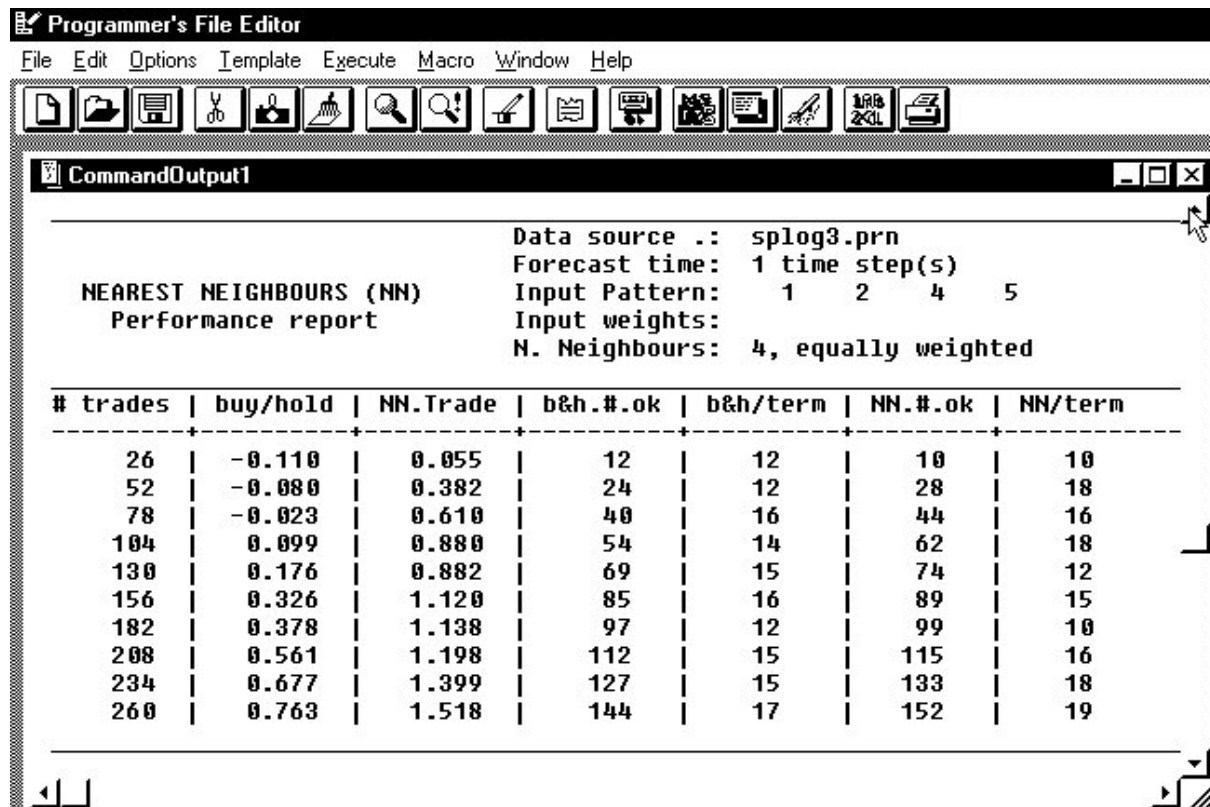 Programmer's File Editor
File Edit Options Template Execute Macro Window Help
CommandOutput1
Data source .: splog3.prn
Forecast time: 1 time step(s)
NEAREST NEIGHBOURS (NN) Input Pattern: 1 2 4 5
Performance report Input weights:
N. Neighbours: 4, equally weighted
# trades | buy/hold | NN.Trade | b&h.#.ok | b&h/term | NN.#.ok | NN/term
26 | -0.110 | 0.055 | 12 | 12 | 10 | 10
52 | -0.080 | 0.382 | 24 | 12 | 28 | 18
78 | -0.023 | 0.610 | 40 | 16 | 44 | 16
104 | 0.099 | 0.880 | 54 | 14 | 62 | 18
130 | 0.176 | 0.882 | 69 | 15 | 74 | 12
156 | 0.326 | 1.120 | 85 | 16 | 89 | 15
182 | 0.378 | 1.138 | 97 | 12 | 99 | 10
208 | 0.561 | 1.198 | 112 | 15 | 115 | 16
234 | 0.677 | 1.399 | 127 | 15 | 133 | 18
260 | 0.763 | 1.518 | 144 | 17 | 152 | 19